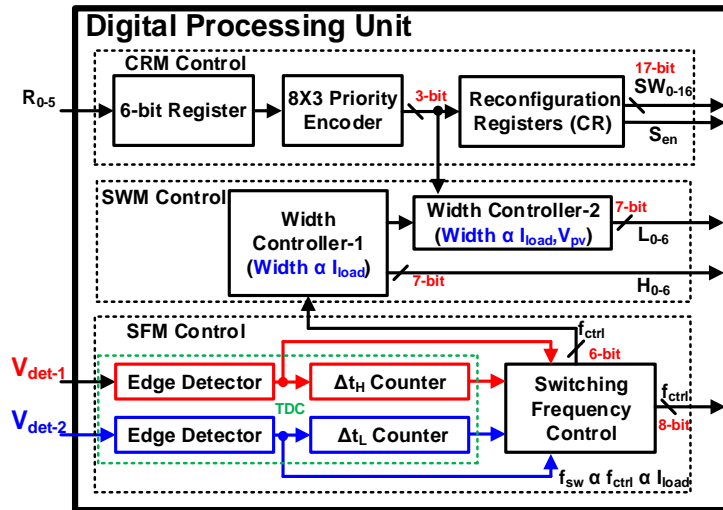 Digital Processing Unit
CRM Control
R0-5
6-bit Register
8X3 Priority
Encoder
3-bit
Reconfiguration
Registers (CR)
17-bit
SW0-16
Sen
SWM Control
Width
Controller-1
(Width α Iload)
Width Controller-2
(Width α Iload,Vpv)
7-bit
L0-6
7-bit
H0-6
SFM Control
fctrl
6-bit
Vdet-1
Edge Detector
ΔtH Counter
TDC
Vdet-2
Edge Detector
ΔtL Counter
Switching
Frequency
Control
fctrl
8-bit
fsw α fctrl α Iload